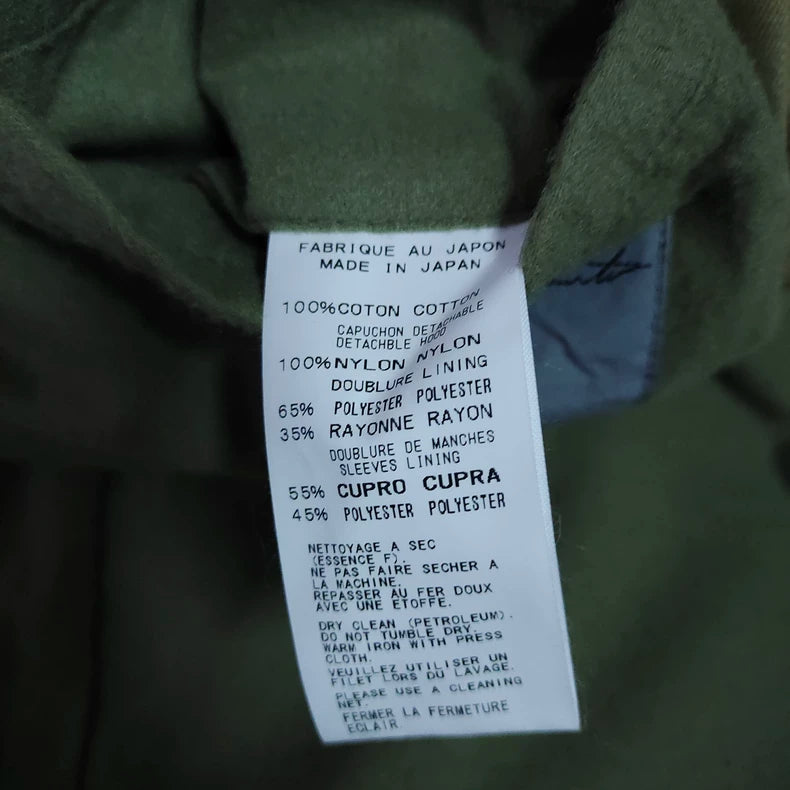 FABRIQUE AU JAPON
MADE IN JAPAN
100%COTON COTTON
CAPUCHON DETACHABLE
DETACHBLE HOOD
100%NYLON NYLON
DOUBLURE LINING
65% POLYESTER POLYESTER
35% RAYONNE RAYON
DOUBLURE DE MANCHES
SLEEVES LINING
55% CUPRO CUPRA
45% POLYESTER POLYESTER
NETTOYAGE A SEC
(ESSENCE F).
NE PAS FAIRE SECHER A
LA MACHINE.
REPASSER AU FER DOUX
AVEC UNE ETOFFE.
DRY CLEAN (PETROLEUM).
DO NOT TUMBLE DRY.
WARM IRON WITH PRESS
CLOTH.
VEUILLEZ UTILISER UN
FILET LORS DU LAVAGE.
PLEASE USE A CLEANING
NET.
FERMER LA FERMETURE
ECLAIR.